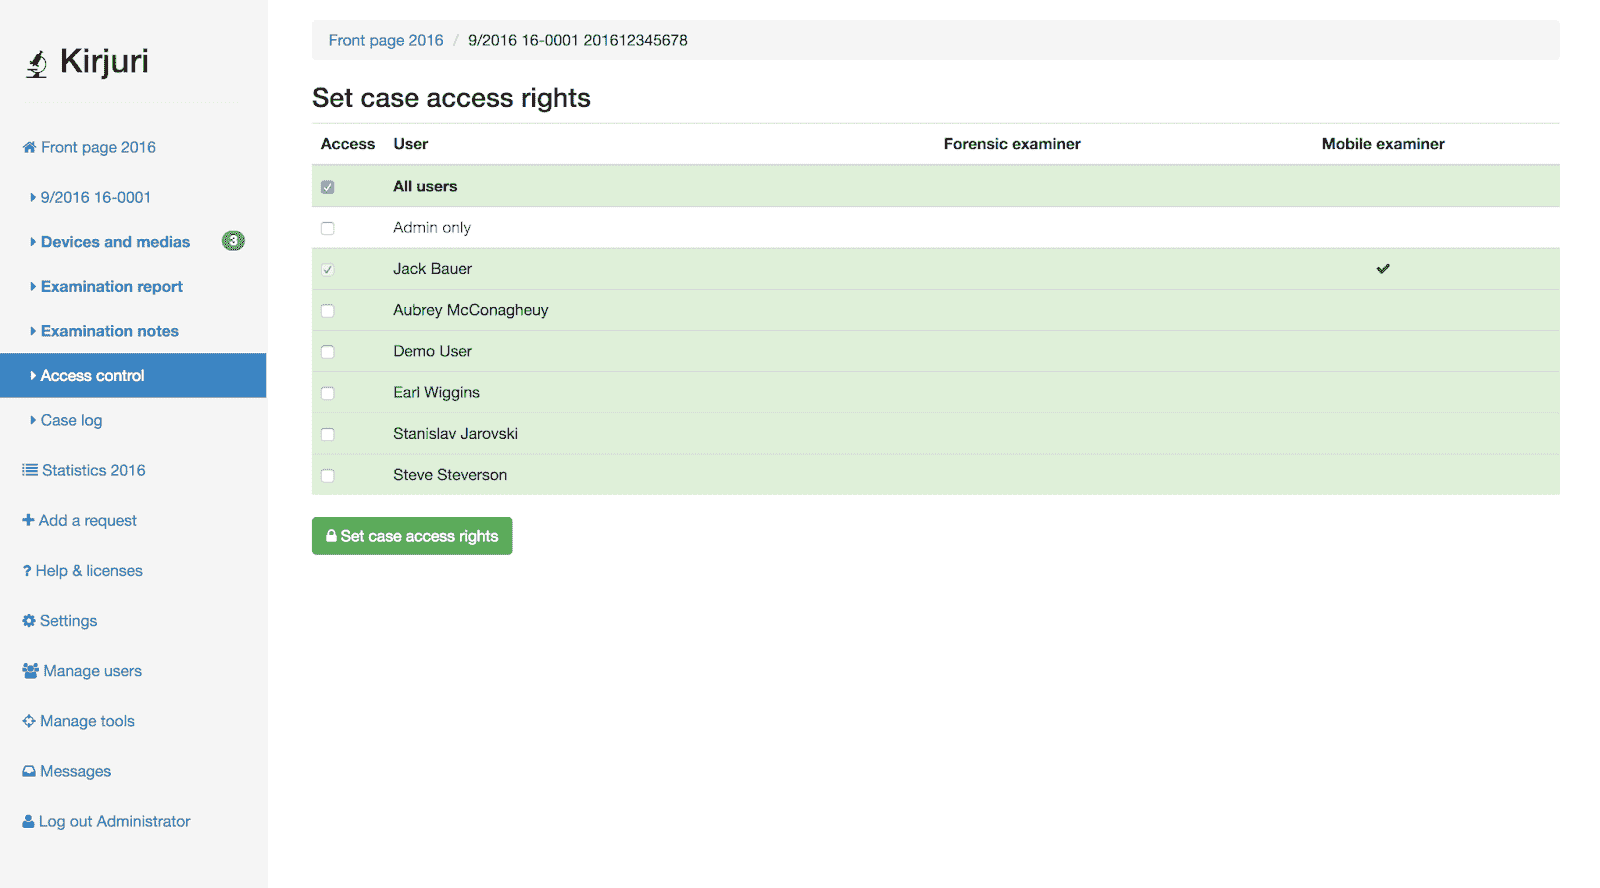 Kirjuri
Front page 2016
9/2016 16-0001
Devices and medias 3
Examination report
Examination notes
Access control
Case log
Statistics 2016
Add a request
Help & licenses
Settings
Manage users
Manage tools
Messages
Log out Administrator
Front page 2016 / 9/2016 16-0001 201612345678
Set case access rights
Access User Forensic examiner Mobile examiner
All users
Admin only
Jack Bauer
Aubrey McConagheuy
Demo User
Earl Wiggins
Stanislav Jarovski
Steve Steverson
Set case access rights